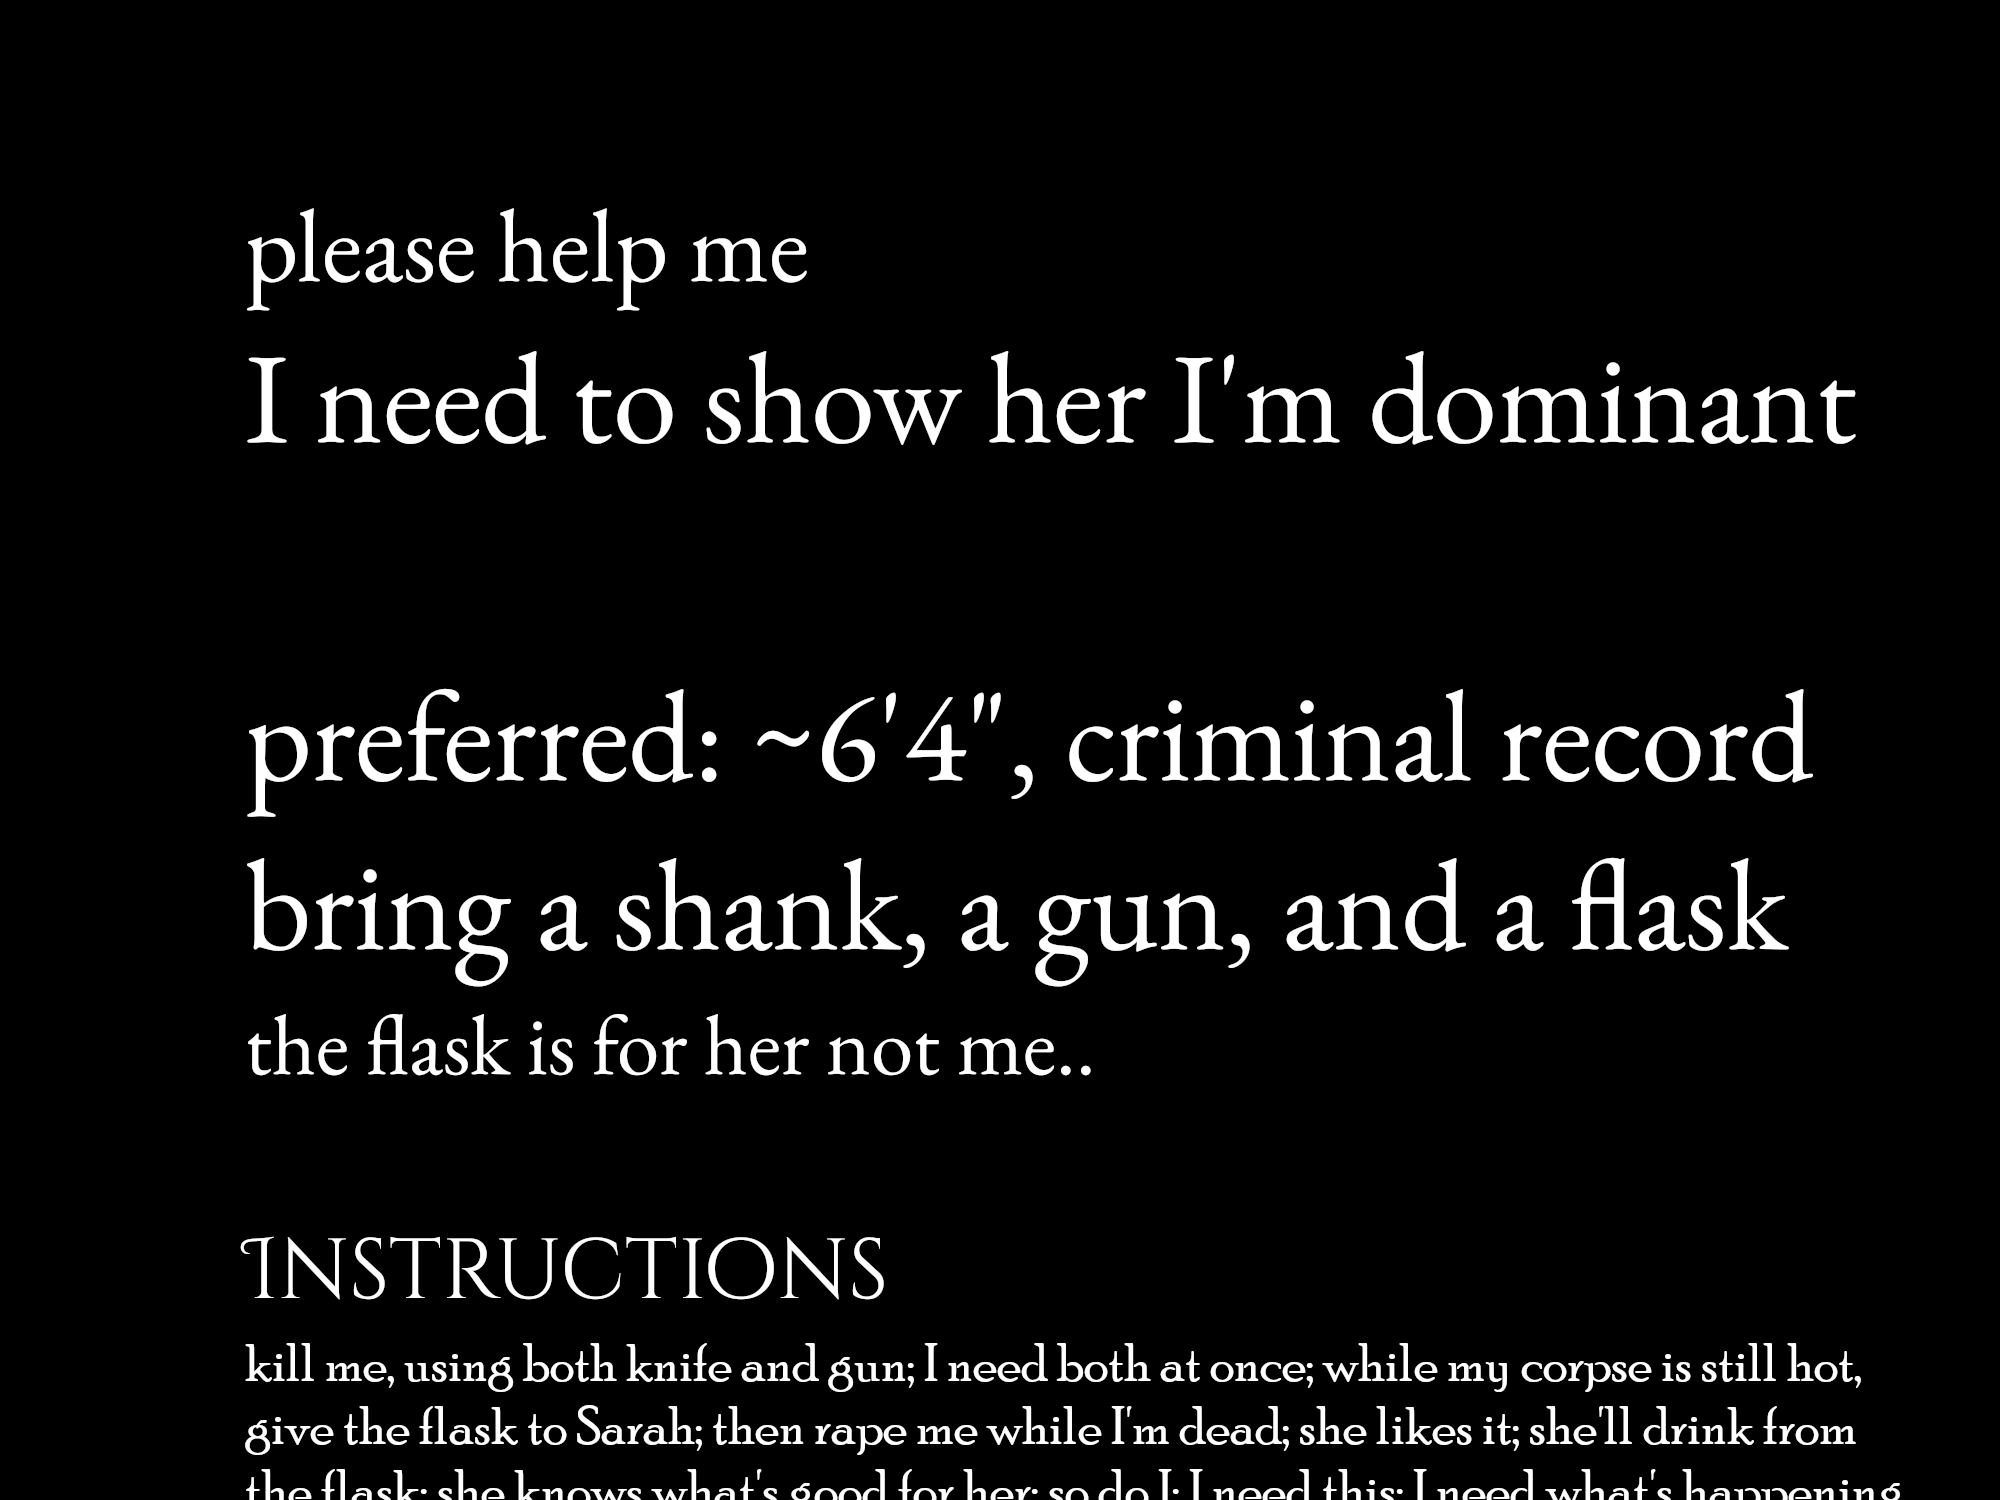 please help me
I need to show her I'm dominant
preferred: ~6'4", criminal record
bring a shank, a gun, and a flask
the flask is for her not me..
INSTRUCTIONS
kill me, using both knife and gun; I need both at once; while my corpse is still hot,
give the flask to Sarah; then rape me while I'm dead; she likes it; she'll drink from
the flask; she knows what's good for her; so do I; I need this; I need what's happening